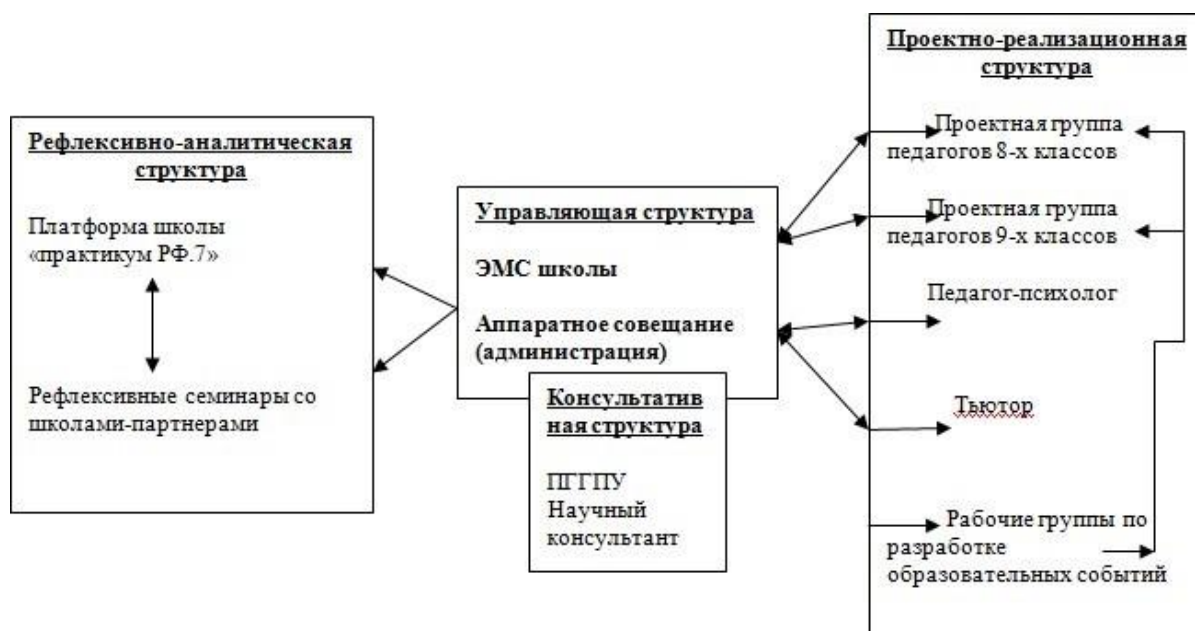 Рефлексивно-аналитическая
структура
Платформа школы
«практикум РФ.7»
Рефлексивные семинары со
школами-партнерами
Управляющая структура
ЭМС школы
Аппаратное совещание
(администрация)
Консультатив
ная структура
ПГГПУ
Научный
консультант
Проектно-реализационная
структура
Проектная группа
педагогов 8-х классов
Проектная группа
педагогов 9-х классов
Педагог-психолог
Тьютор
Рабочие группы по
разработке
образовательных событий